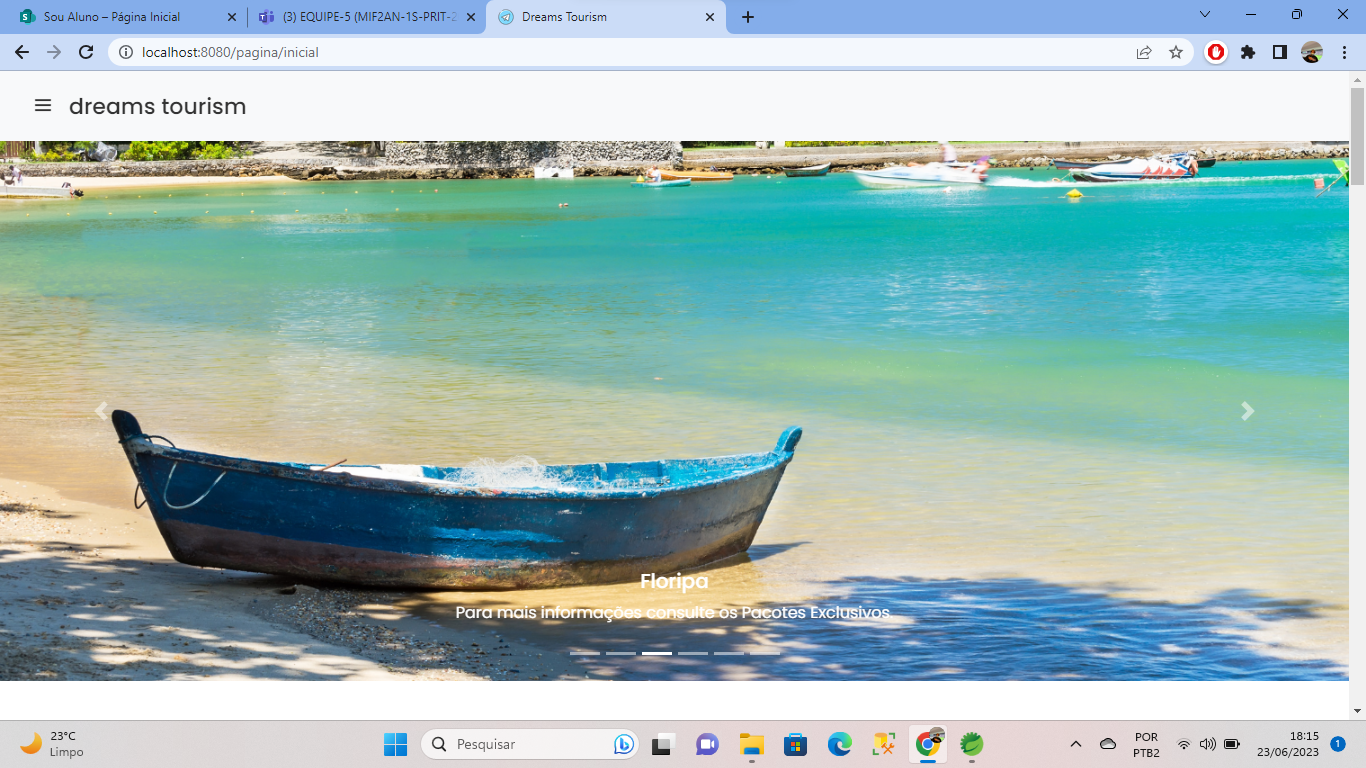 Sou Aluno – Página Inicial
(3) EQUIPE-5 (MIF2AN-1S-PRIT-2
Dreams Tourism
localhost:8080/pagina/inicial
dreams tourism
Floripa
Para mais informações consulte os Pacotes Exclusivos.
23°C
Limpo
Pesquisar
POR
PTB2
18:15
23/06/2023
1